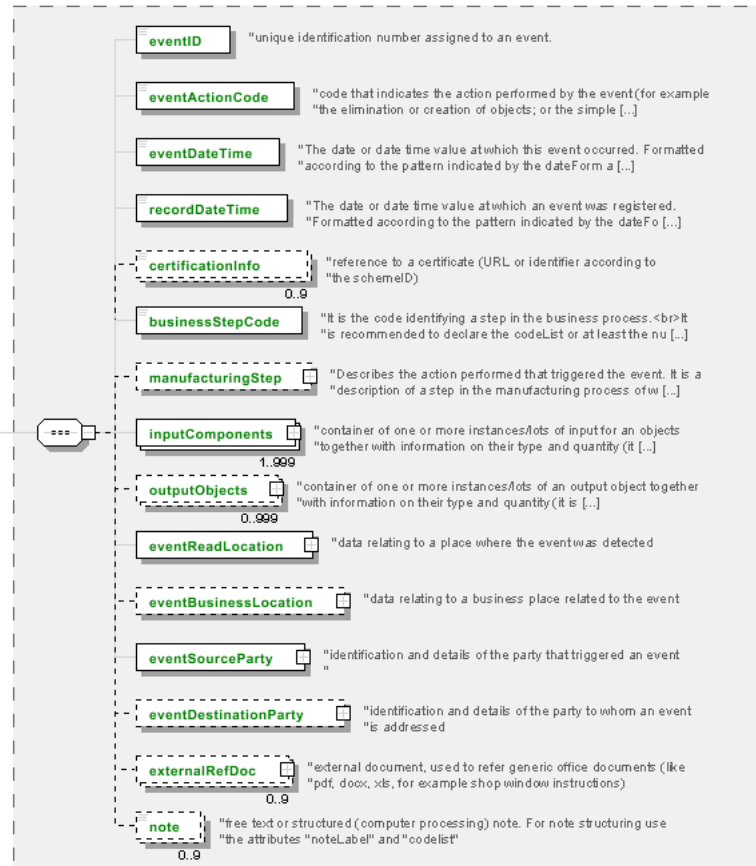 eventID
"unique identification number assigned to an event.
eventActionCode
"code that indicates the action performed by the event (for example
"the elimination or creation of objects; or the simple [...]
eventDateTime
"The date or date time value at which this event occurred. Formatted
"according to the pattern indicated by the dateForm a [...]
recordDateTime
"The date or date time value at which an event was registered.
"Formatted according to the pattern indicated by the dateFo [...]
certificationInfo
0..9
"reference to a certificate (URL or identifier according to
"the schemeID)
businessStepCode
"It is the code identifying a step in the business process.<br>It
"is recommended to declare the codeList or at least the nu [...]
manufacturingStep
"Describes the action performed that triggered the event. It is a
"description of a step in the manufacturing process of w [...]
inputComponents
1..999
"container of one or more instances/lots of input for an objects
"together with information on their type and quantity (it [...]
outputObjects
0..999
"container of one or more instances/lots of an output object together
"with information on their type and quantity (it is [...]
eventReadLocation
"data relating to a place where the event was detected
eventBusinessLocation
"data relating to a business place related to the event
eventSourceParty
"identification and details of the party that triggered an event
"
eventDestinationParty
"identification and details of the party to whom an event
"is addressed
externalRefDoc
0..9
"external document, used to refer generic office documents (like
"pdf, docx, xls, for example shop window instructions)
note
0..9
"free text or structured (computer processing) note. For note structuring use
"the attributes "noteLabel" and "codelist"